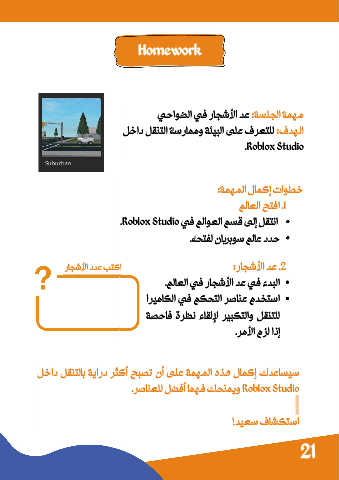 Homework
مهمة الجلسة: عد الأشجار في الضواحي
الهدف: للتعرف على البيئة وممارسة التنقل داخل
Roblox Studio.
Suburban
خطوات إكمال المهمة:
1. افتح العالم
• انتقل إلى قسم العوالم في Roblox Studio.
• حدد عالم سوبربان لفتحه.
2. عد الأشجار:
• البدء في عد الأشجار في العالم.
• استخدم عناصر التحكم في الكاميرا
للتنقل والتكبير لإلقاء نظرة فاحصة
إذا لزم الأمر.
اكتب عدد الأشجار
?
سيساعدك إكمال هذه المهمة على أن تصبح أكثر دراية بالتنقل داخل
Roblox Studio ويمنحك فهما أفضل للعناصر.
استكشاف سعيد!
21